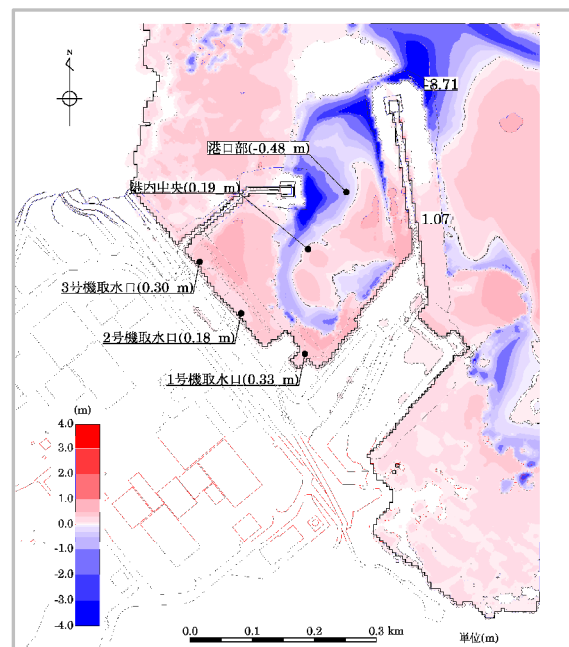 N
-8.71
港口部(-0.48 m)
港内中央(0.19 m)
1.07
3号機取水口(0.30 m)
2号機取水口(0.18 m)
1号機取水口(0.33 m)
(m)
4.0
3.0
2.0
1.0
0.0
-1.0
-2.0
-3.0
-4.0
0.0 0.1 0.2 0.3 km
単位(m)